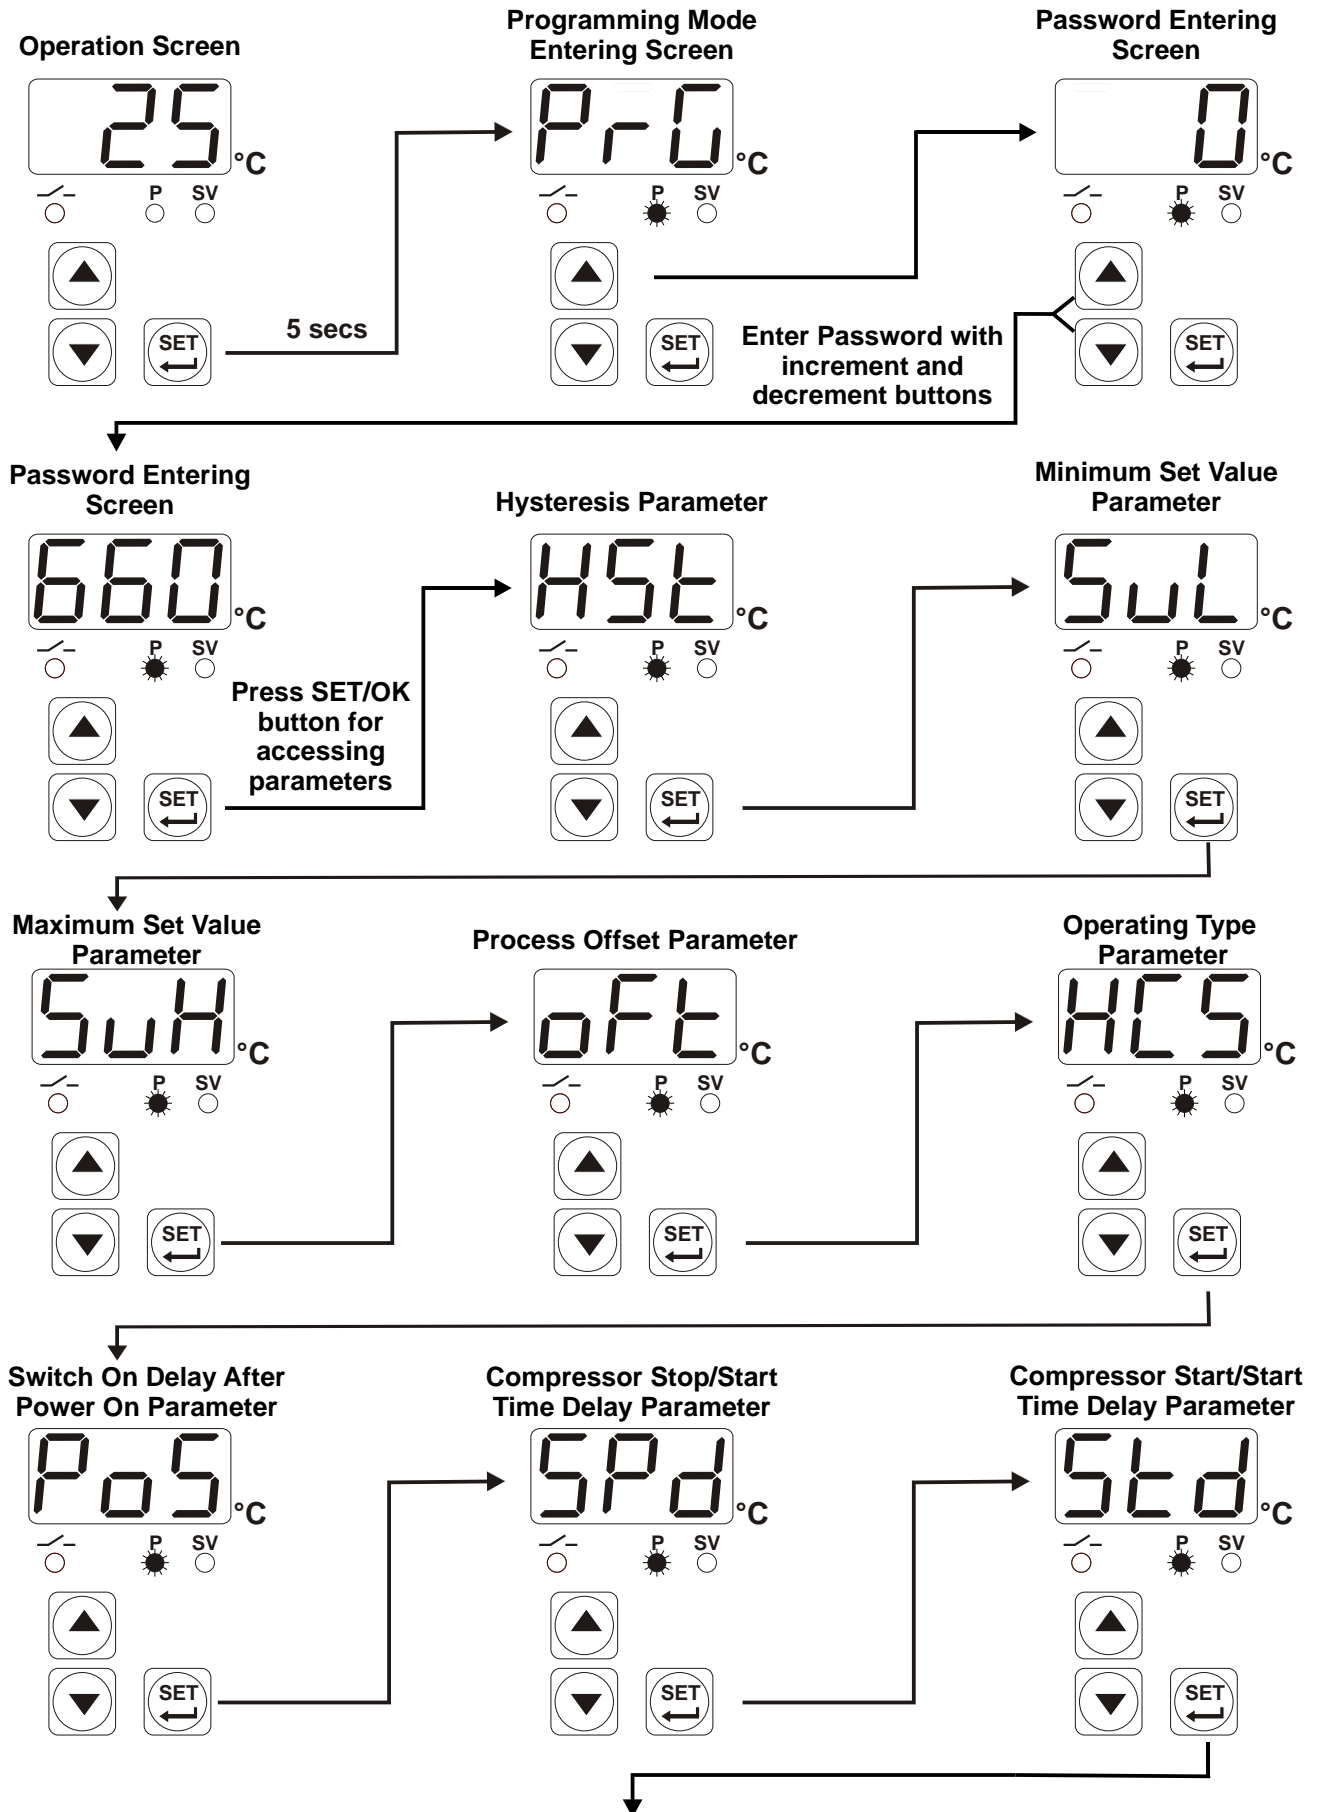 Operation Screen
Programming Mode
Entering Screen
Password Entering
Screen
25
°C
P SV
SET
5 secs
PrG
°C
P SV
SET
0
°C
P SV
SET
Enter Password with
increment and
decrement buttons
Password Entering
Screen
660
°C
P SV
SET
Press SET/OK
button for
accessing
parameters
Hysteresis Parameter
HSt
°C
P SV
SET
Minimum Set Value
Parameter
SuL
°C
P SV
SET
Maximum Set Value
Parameter
SuH
°C
P SV
SET
Process Offset Parameter
oFt
°C
P SV
SET
Operating Type
Parameter
HCS
°C
P SV
SET
Switch On Delay After
Power On Parameter
PoS
°C
P SV
SET
Compressor Stop/Start
Time Delay Parameter
SPd
°C
P SV
SET
Compressor Start/Start
Time Delay Parameter
Std
°C
P SV
SET